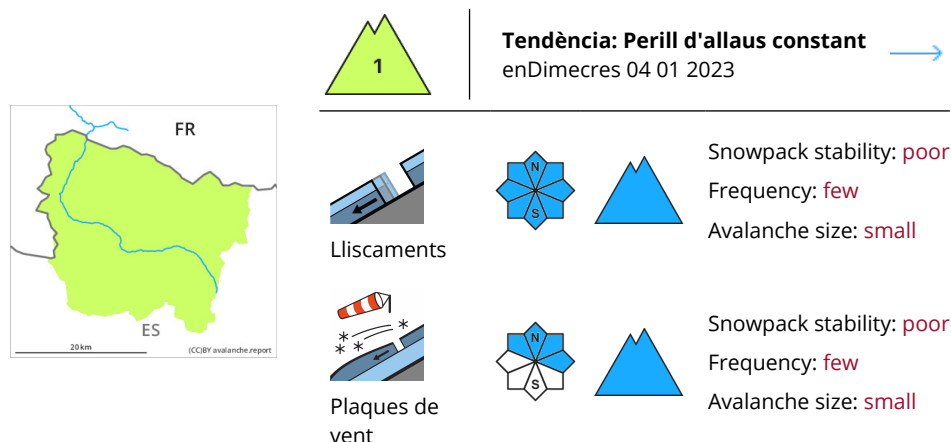 1
Tendència: Perill d'allaus constant
enDimecres 04 01 2023
FR
ES
20 km
(CC)BY avalanche.report
Lliscaments
N
S
Snowpack stability: poor
Frequency: few
Avalanche size: small
Plaques de
vent
N
S
Snowpack stability: poor
Frequency: few
Avalanche size: small